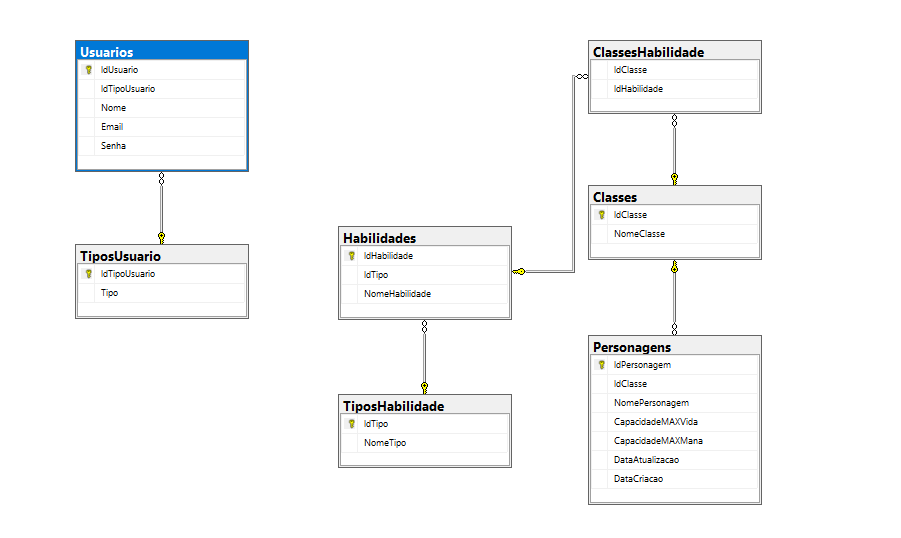 Usuarios
IdUsuario
IdTipoUsuario
Nome
Email
Senha
TiposUsuario
IdTipoUsuario
Tipo
Habilidades
IdHabilidade
IdTipo
NomeHabilidade
TiposHabilidade
IdTipo
NomeTipo
ClassesHabilidade
IdClasse
IdHabilidade
Classes
IdClasse
NomeClasse
Personagens
IdPersonagem
IdClasse
NomePersonagem
CapacidadeMAXVida
CapacidadeMAXMana
DataAtualizacao
DataCriacao